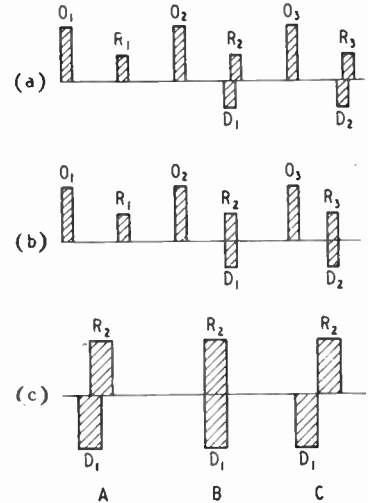 O₁ O₂ O₃
R₁ R₂ R₃
(a)
D₁ D₂
O₁ O₂ O₃
R₁ R₂ R₃
(b)
D₁ D₂
R₂ R₂ R₂
(c)
D₁ D₁ D₁
A B C